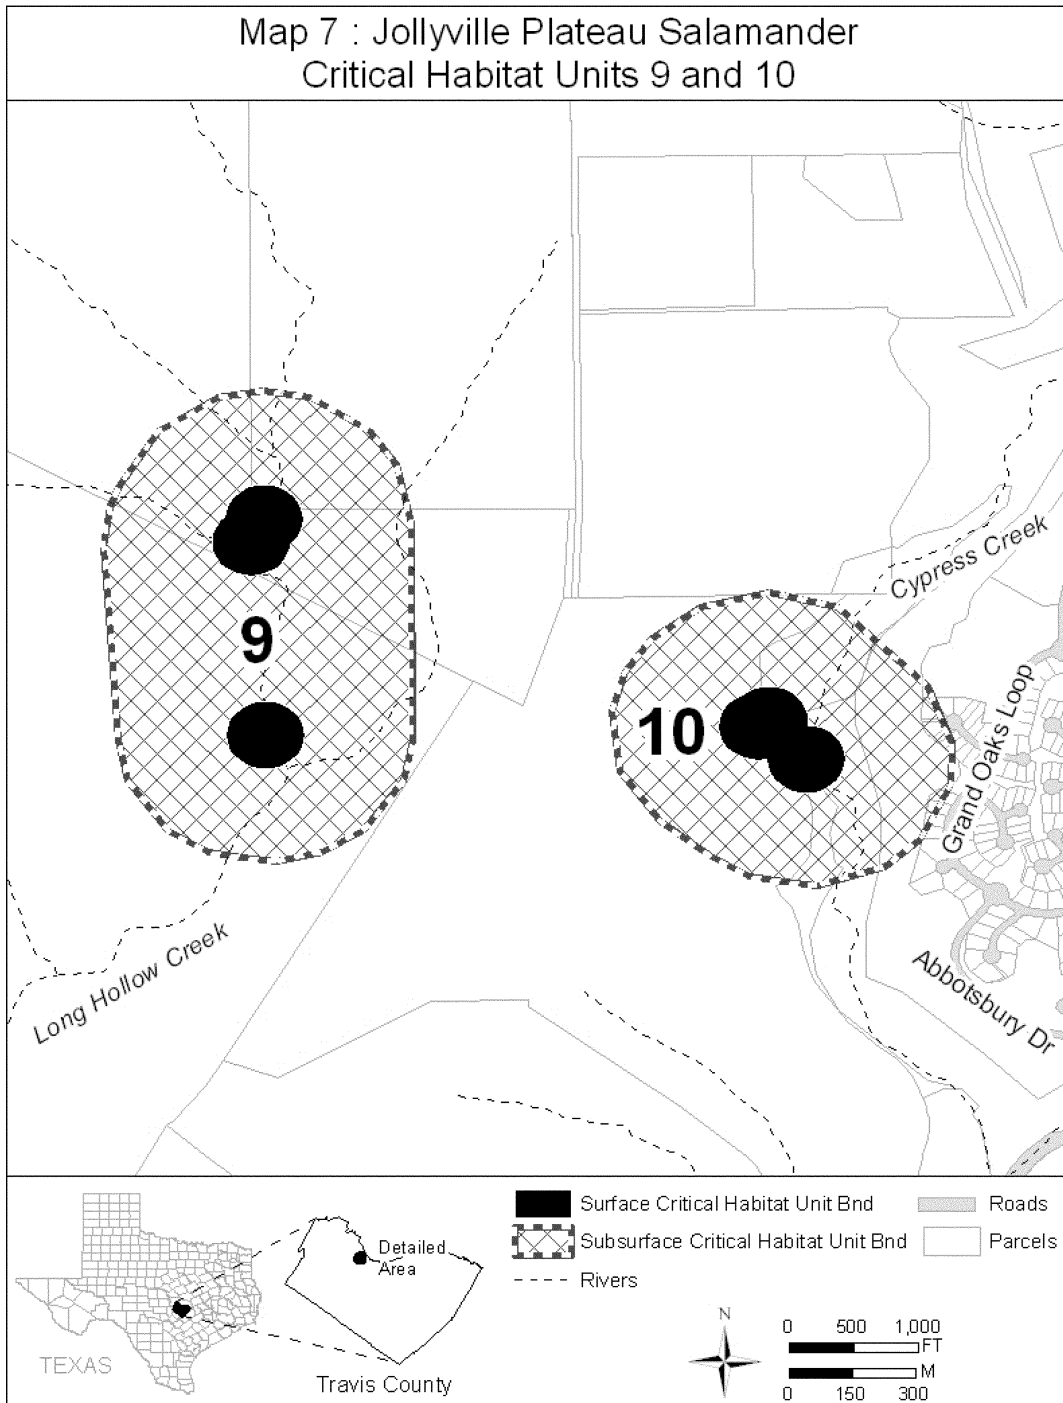 Map 7 : Jollyville Plateau Salamander
Critical Habitat Units 9 and 10
Cypress Creek
9
10
Grand Oaks Loop
Long Hollow Creek
Abbotsbury Dr
Surface Critical Habitat Unit Bnd
Roads
Subsurface Critical Habitat Unit Bnd
Parcels
Rivers
Detailed
Area
TEXAS
Travis County
N
0 500 1,000
FT
M
0 150 300